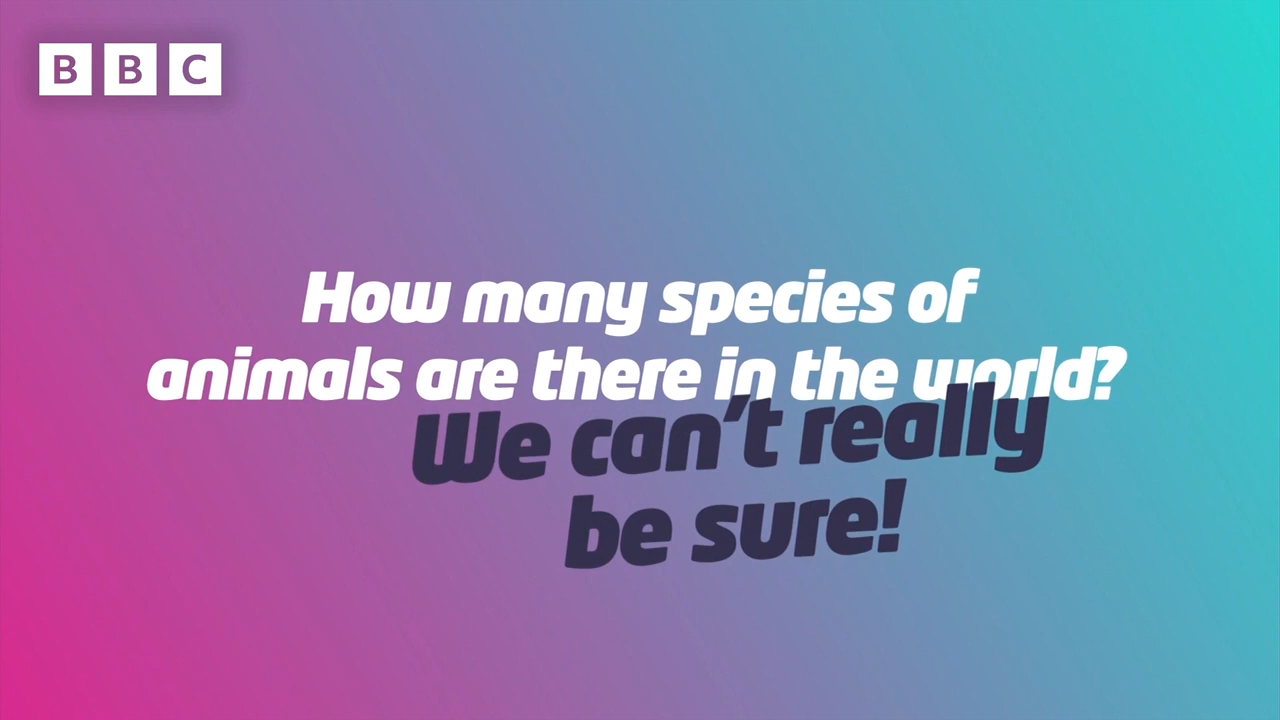 BBC
How many species of
animals are there in the world?
We can't really
be sure!